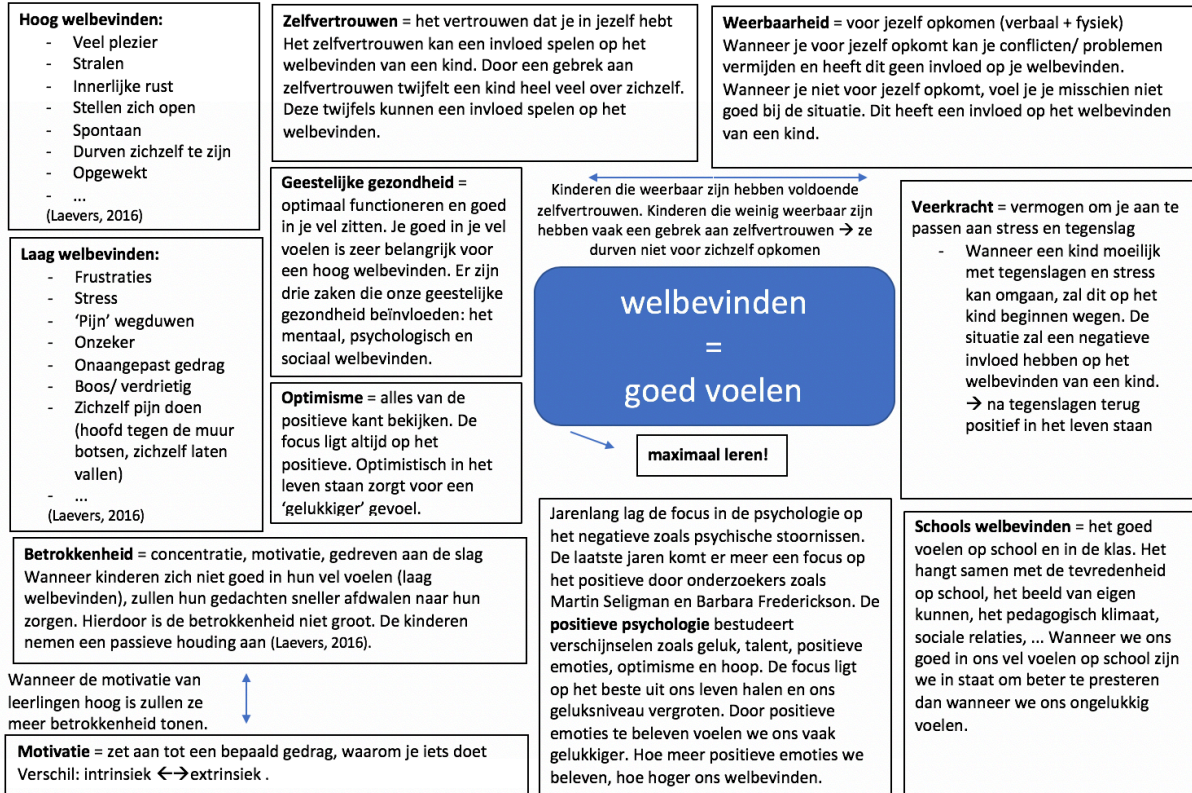 Hoog welbevinden:
- Veel plezier
- Stralen
- Innerlijke rust
- Stellen zich open
- Spontaan
- Durven zichzelf te zijn
- Opgewekt
- ...
(Laevers, 2016)
Laag welbevinden:
- Frustraties
- Stress
- ‘Pijn’ wegduwen
- Onzeker
- Onaangepast gedrag
- Boos/ verdrietig
- Zichzelf pijn doen
(hoofd tegen de muur
botsen, zichzelf laten
vallen)
- ...
(Laevers, 2016)
Zelfvertrouwen = het vertrouwen dat je in jezelf hebt
Het zelfvertrouwen kan een invloed spelen op het
welbevinden van een kind. Door een gebrek aan
zelfvertrouwen twijfelt een kind heel veel over zichzelf.
Deze twijfels kunnen een invloed spelen op het
welbevinden.
Weerbaarheid = voor jezelf opkomen (verbaal + fysiek)
Wanneer je voor jezelf opkomt kan je conflicten/ problemen
vermijden en heeft dit geen invloed op je welbevinden.
Wanneer je niet voor jezelf opkomt, voel je je misschien niet
goed bij de situatie. Dit heeft een invloed op het welbevinden
van een kind.
Geestelijke gezondheid =
optimaal functioneren en goed
in je vel zitten. Je goed in je vel
voelen is zeer belangrijk voor
een hoog welbevinden. Er zijn
drie zaken die onze geestelijke
gezondheid beïnvloeden: het
mentaal, psychologisch en
sociaal welbevinden.
Kinderen die weerbaar zijn hebben voldoende
zelfvertrouwen. Kinderen die weinig weerbaar zijn
hebben vaak een gebrek aan zelfvertrouwen → ze
durven niet voor zichzelf opkomen
Veerkracht = vermogen om je aan te
passen aan stress en tegenslag
- Wanneer een kind moeilijk
met tegenslagen en stress
kan omgaan, zal dit op het
kind beginnen wegen. De
situatie zal een negatieve
invloed hebben op het
welbevinden van een kind.
→ na tegenslagen terug
positief in het leven staan
welbevinden
=
goed voelen
maximaal leren!
Optimisme = alles van de
positieve kant bekijken. De
focus ligt altijd op het
positieve. Optimistisch in het
leven staan zorgt voor een
‘gelukkiger’ gevoel.
Betrokkenheid = concentratie, motivatie, gedreven aan de slag
Wanneer kinderen zich niet goed in hun vel voelen (laag
welbevinden), zullen hun gedachten sneller afdwalen naar hun
zorgen. Hierdoor is de betrokkenheid niet groot. De kinderen
nemen een passieve houding aan (Laevers, 2016).
Wanneer de motivatie van
leerlingen hoog is zullen ze
meer betrokkenheid tonen.
Motivatie = zet aan tot een bepaald gedrag, waarom je iets doet
Verschil: intrinsiek ←→extrinsiek .
Jarenlang lag de focus in de psychologie op
het negatieve zoals psychische stoornissen.
De laatste jaren komt er meer een focus op
het positieve door onderzoekers zoals
Martin Seligman en Barbara Frederickson. De
positieve psychologie bestudeert
verschijnselen zoals geluk, talent, positieve
emoties, optimisme en hoop. De focus ligt
op het beste uit ons leven halen en ons
geluksniveau vergroten. Door positieve
emoties te beleven voelen we ons vaak
gelukkiger. Hoe meer positieve emoties we
beleven, hoe hoger ons welbevinden.
Schools welbevinden = het goed
voelen op school en in de klas. Het
hangt samen met de tevredenheid
op school, het beeld van eigen
kunnen, het pedagogisch klimaat,
sociale relaties, ... Wanneer we ons
goed in ons vel voelen op school zijn
we in staat om beter te presteren
dan wanneer we ons ongelukkig
voelen.